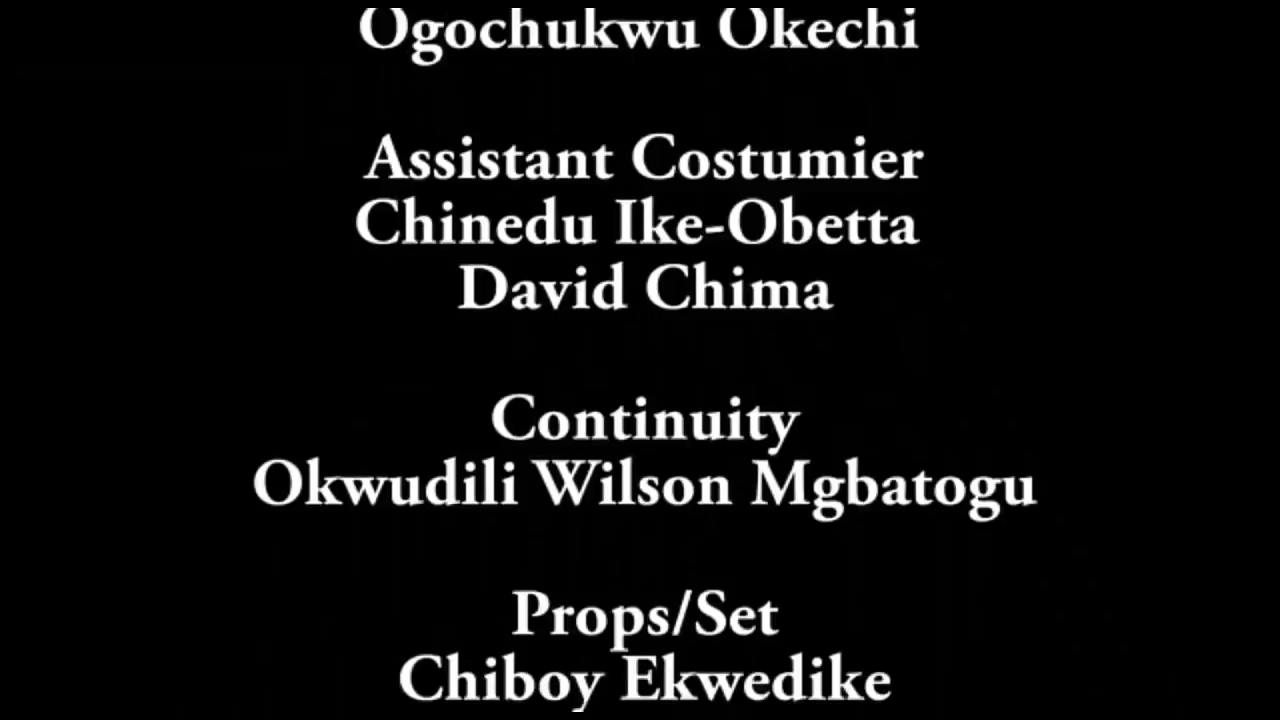 Ogochukwu Okechi
Assistant Costumier
Chinedu Ike-Obetta
David Chima
Continuity
Okwudili Wilson Mgbatogu
Props/Set
Chiboy Ekwedike